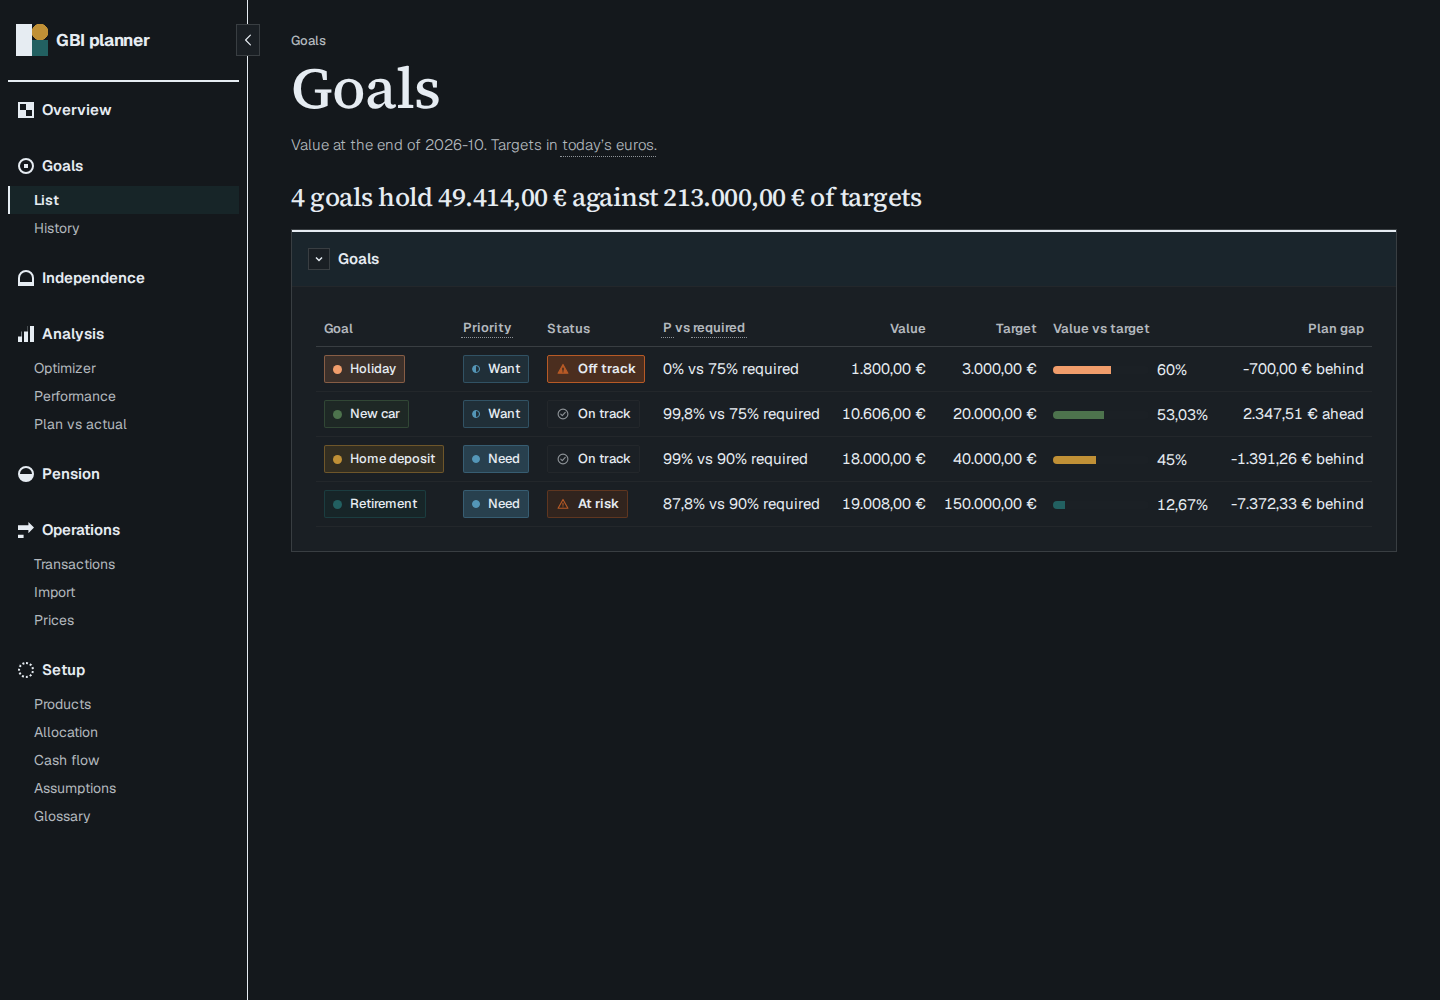 GBI planner
Overview
Goals
List
History
Independence
Analysis
Optimizer
Performance
Plan vs actual
Pension
Operations
Transactions
Import
Prices
Setup
Products
Allocation
Cash flow
Assumptions
Glossary
Goals
Goals
Value at the end of 2026-10. Targets in today's euros.
4 goals hold 49.414,00 € against 213.000,00 € of targets
Goals
Goal Priority Status P vs required Value Target Value vs target Plan gap
Holiday Want Off track 0% vs 75% required 1.800,00 € 3.000,00 € 60% -700,00 € behind
New car Want On track 99,8% vs 75% required 10.606,00 € 20.000,00 € 53,03% 2.347,51 € ahead
Home deposit Need On track 99% vs 90% required 18.000,00 € 40.000,00 € 45% -1.391,26 € behind
Retirement Need At risk 87,8% vs 90% required 19.008,00 € 150.000,00 € 12,67% -7.372,33 € behind